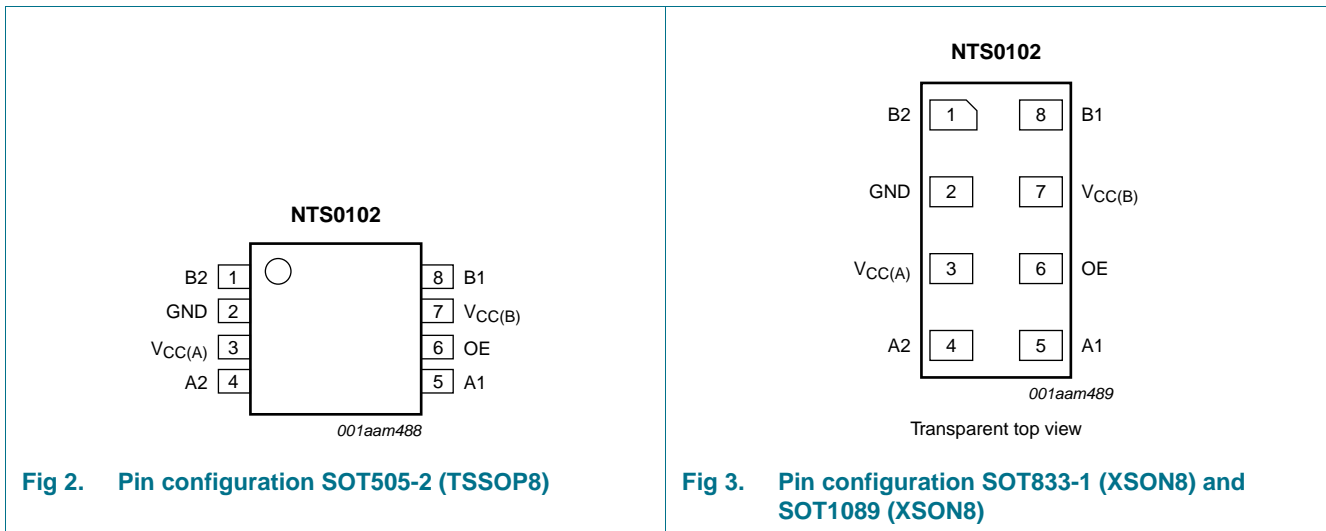 NTS0102
B2 1 8 B1
GND 2 7 VCC(B)
VCC(A) 3 6 OE
A2 4 5 A1
001aam488
Fig 2. Pin configuration SOT505-2 (TSSOP8)
NTS0102
B2 1 8 B1
GND 2 7 VCC(B)
VCC(A) 3 6 OE
A2 4 5 A1
001aam489
Transparent top view
Fig 3. Pin configuration SOT833-1 (XSON8) and
SOT1089 (XSON8)